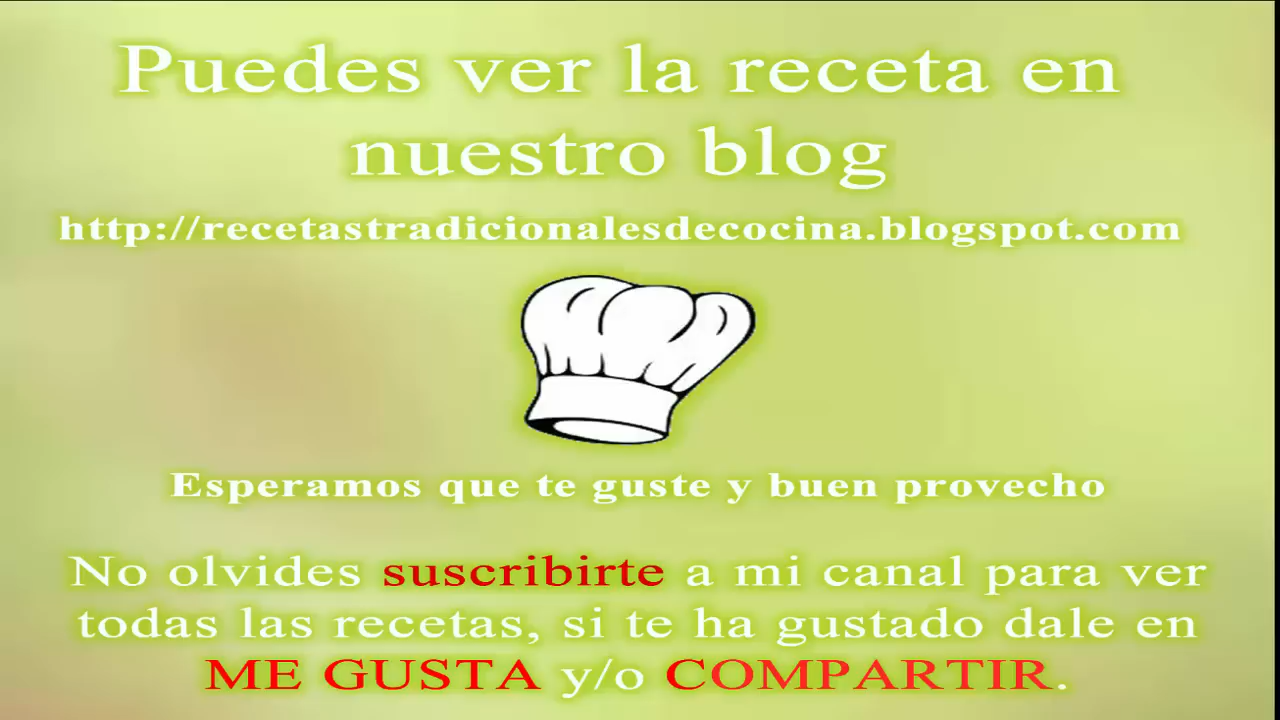 Puedes ver la receta en
nuestro blog
http://recetastradicionalesdecocina.blogspot.com
Esperamos que te guste y buen provecho
No olvides suscribirte a mi canal para ver
todas las recetas, si te ha gustado dale en
ME GUSTA y/o COMPARTIR.